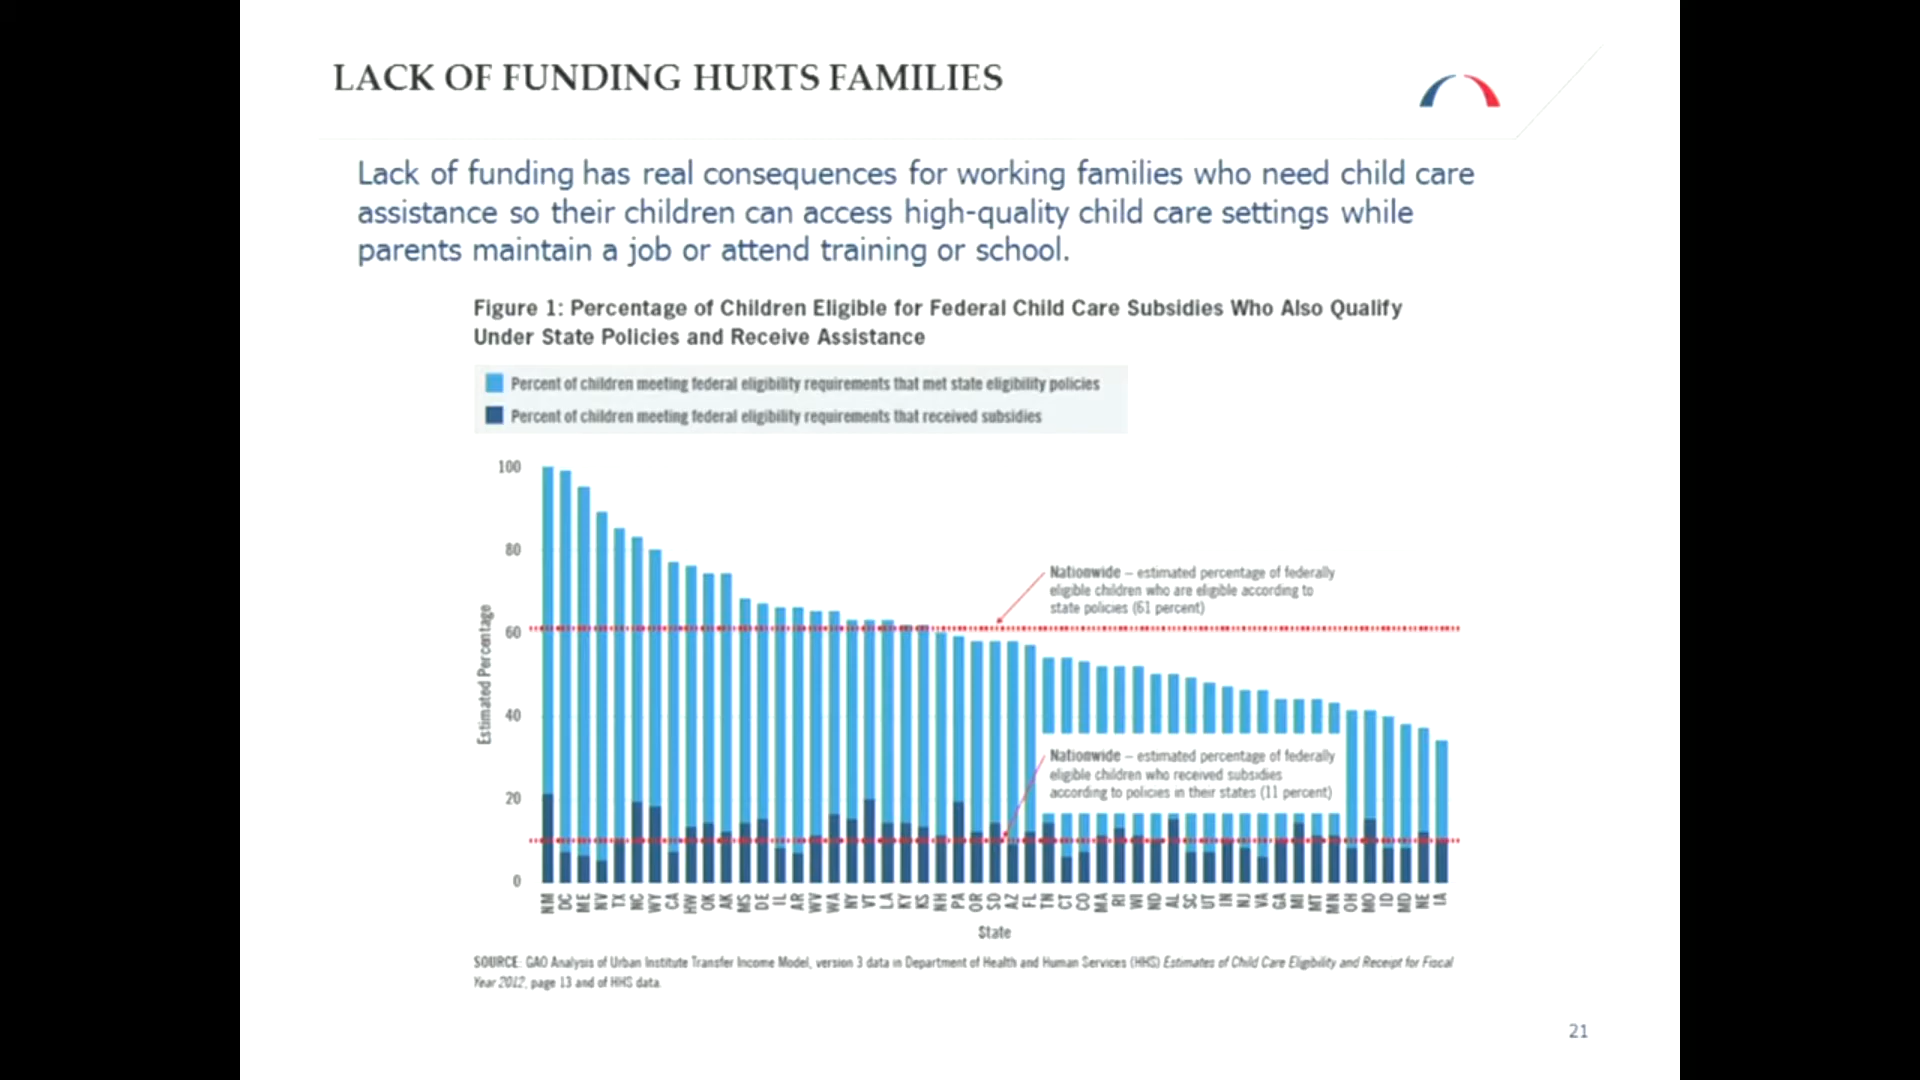 LACK OF FUNDING HURTS FAMILIES
Lack of funding has real consequences for working families who need child care
assistance so their children can access high-quality child care settings while
parents maintain a job or attend training or school.
Figure 1: Percentage of Children Eligible for Federal Child Care Subsidies Who Also Qualify
Under State Policies and Receive Assistance
Percent of children meeting federal eligibility requirements that met state eligibility policies
Percent of children meeting federal eligibility requirements that received subsidies
100
80
Nationwide – estimated percentage of federally
eligible children who are eligible according to
state policies (61 percent)
60
Estimated Percentage
40
Nationwide – estimated percentage of federally
eligible children who received subsidies
according to policies in their states (11 percent)
20
0
NM DC ME NV TX NC WY CA HW OK AK MS DE IL AR WV WA NY VT LA KY KS NH PA OR SD AZ FL TN CT CO MA RI WI ND AL SC UT IN NJ VA GA MI MT MN OH MO ID MD NE IA
State
SOURCE: GAO Analysis of Urban Institute Transfer Income Model, version 3 data in Department of Health and Human Services (HHS) Estimates of Child Care Eligibility and Receipt for Fiscal
Year 2012, page 13 and of HHS data.
21